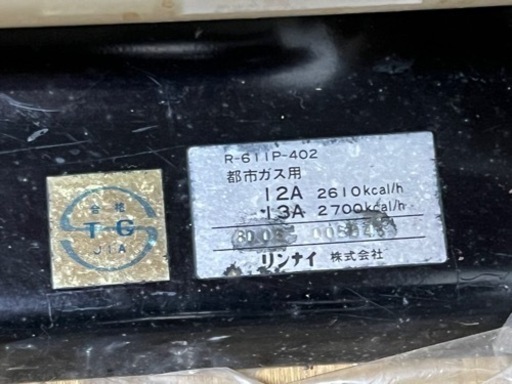 合格
TG
JIA
R-611P-402
都市ガス用
12A 2610kcal/h
13A 2700kcal/h
リンナイ 株式会社